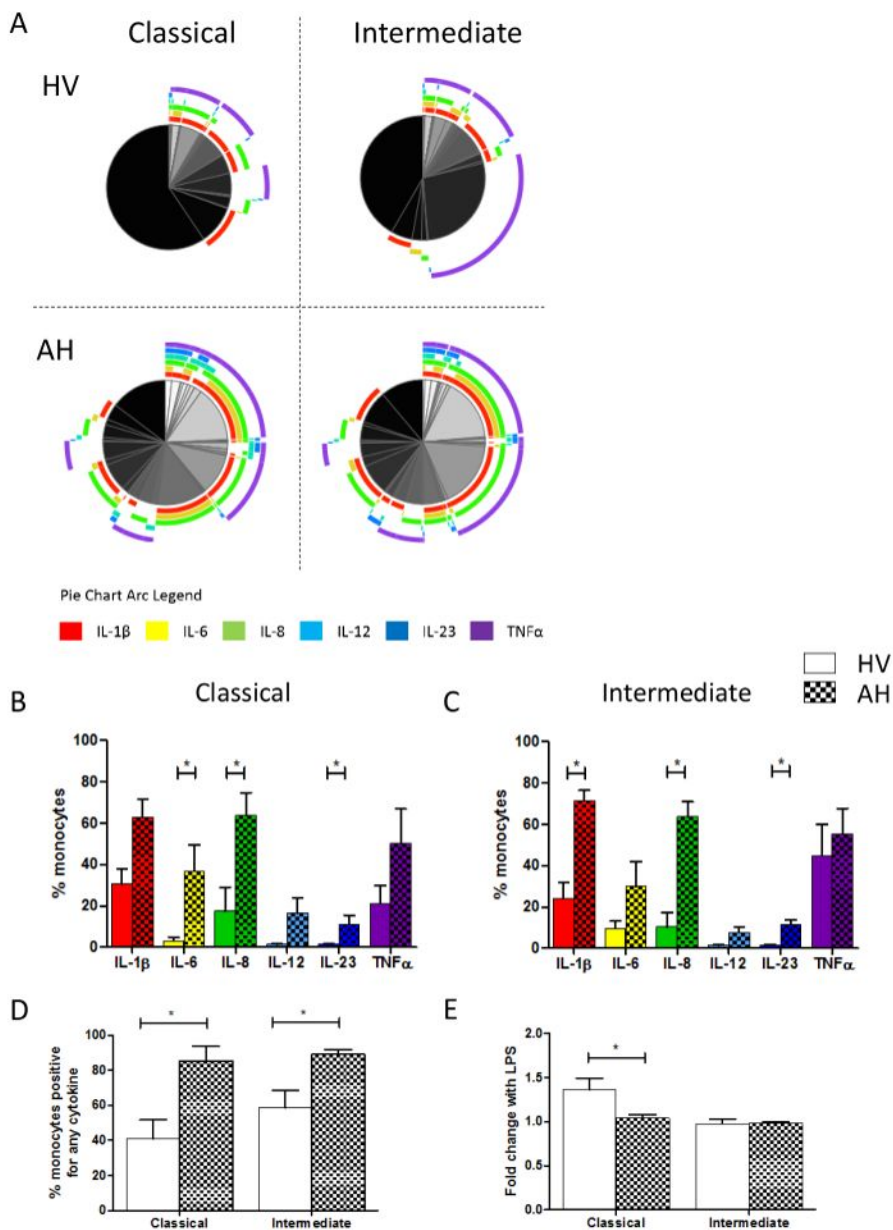 A
Classical
Intermediate
HV
AH
Pie Chart Arc Legend
IL-1β IL-6 IL-8 IL-12 IL-23 TNFα
HV
AH
B
Classical
% monocytes
100
80
60
40
20
0
* * *
IL-1β IL-6 IL-8 IL-12 IL-23 TNFα
C
Intermediate
% monocytes
100
80
60
40
20
0
* * *
IL-1β IL-6 IL-8 IL-12 IL-23 TNFα
D
% monocytes positive
for any cytokine
100
80
60
40
20
0
* *
Classical Intermediate
E
Fold change with LPS
2.0
1.5
1.0
0.5
0.0
*
Classical Intermediate